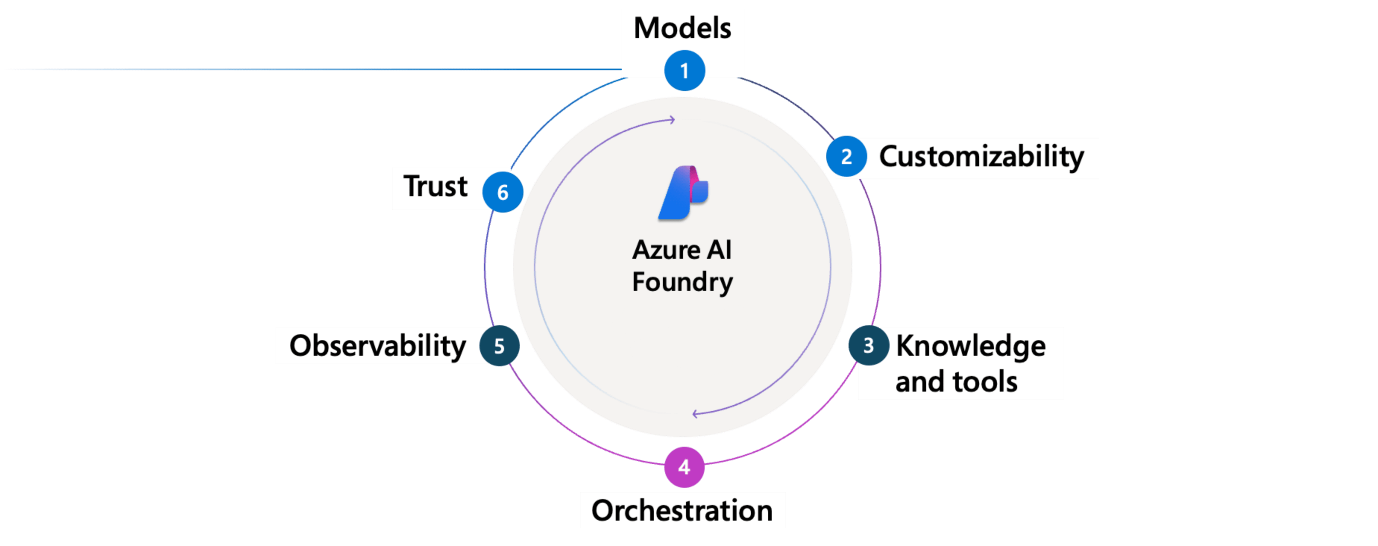 Models
1
2
Customizability
Trust
6
Azure AI
Foundry
Observability
5
3
Knowledge
and tools
4
Orchestration